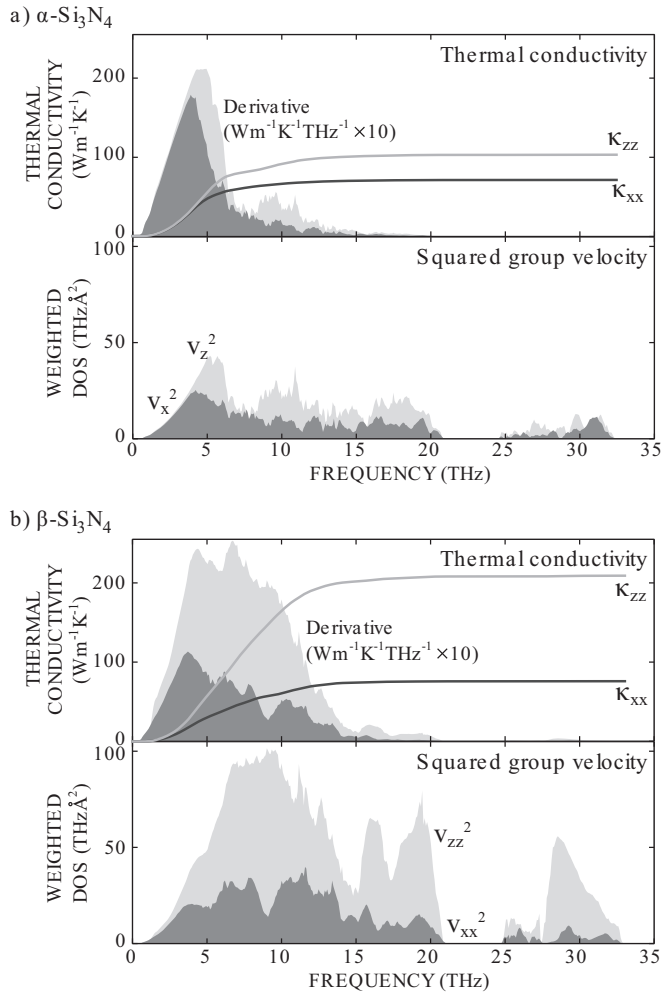 a) α-Si₃N₄
Thermal conductivity
THERMAL
CONDUCTIVITY
(Wm⁻¹K⁻¹)
200
100
0
Derivative
(Wm⁻¹K⁻¹THz⁻¹ ×10)
κzz
κxx
Squared group velocity
WEIGHTED
DOS (THzÅ²)
100
50
0
vz²
vx²
0 5 10 15 20 25 30 35
FREQUENCY (THz)
b) β-Si₃N₄
Thermal conductivity
THERMAL
CONDUCTIVITY
(Wm⁻¹K⁻¹)
200
100
0
Derivative
(Wm⁻¹K⁻¹THz⁻¹ ×10)
κzz
κxx
Squared group velocity
WEIGHTED
DOS (THzÅ²)
100
50
0
vzz²
vxx²
0 5 10 15 20 25 30 35
FREQUENCY (THz)